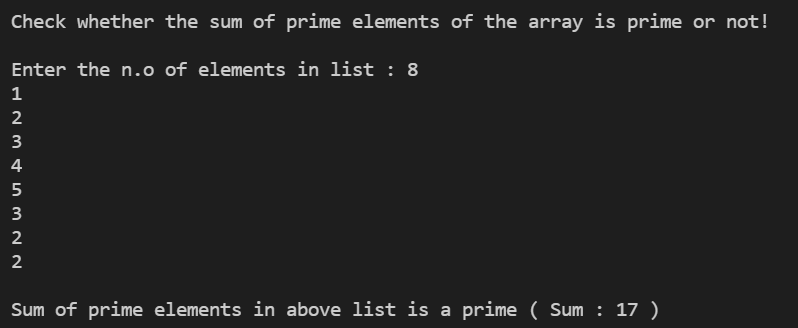 Check whether the sum of prime elements of the array is prime or not!
Enter the n.o of elements in list : 8
1
2
3
4
5
3
2
2
Sum of prime elements in above list is a prime ( Sum : 17 )